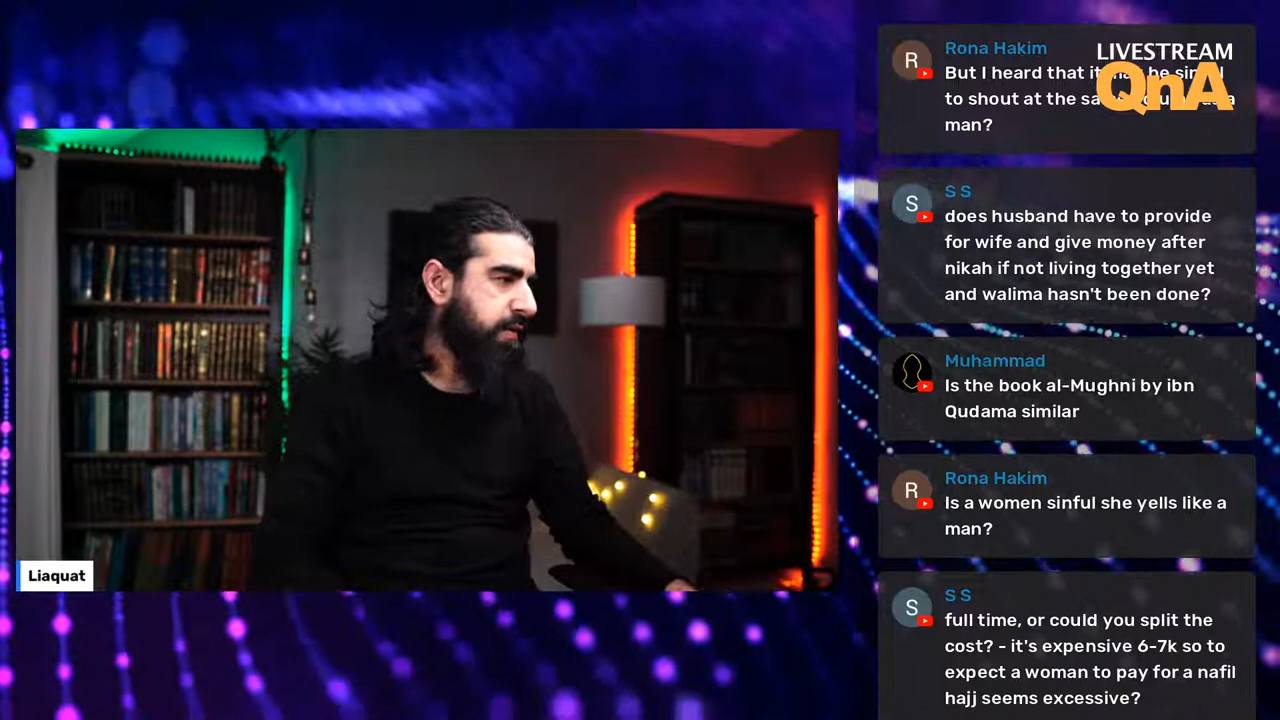 Liaquat
LIVESTREAM
QnA
R
Rona Hakim
But I heard that it
to shout at the
man?
S
S S
does husband have to provide
for wife and give money after
nikah if not living together yet
and walima hasn't been done?
Muhammad
Is the book al-Mughni by ibn
Qudama similar
R
Rona Hakim
Is a women sinful she yells like a
man?
S
S S
full time, or could you split the
cost? - it's expensive 6-7k so to
expect a woman to pay for a nafil
hajj seems excessive?